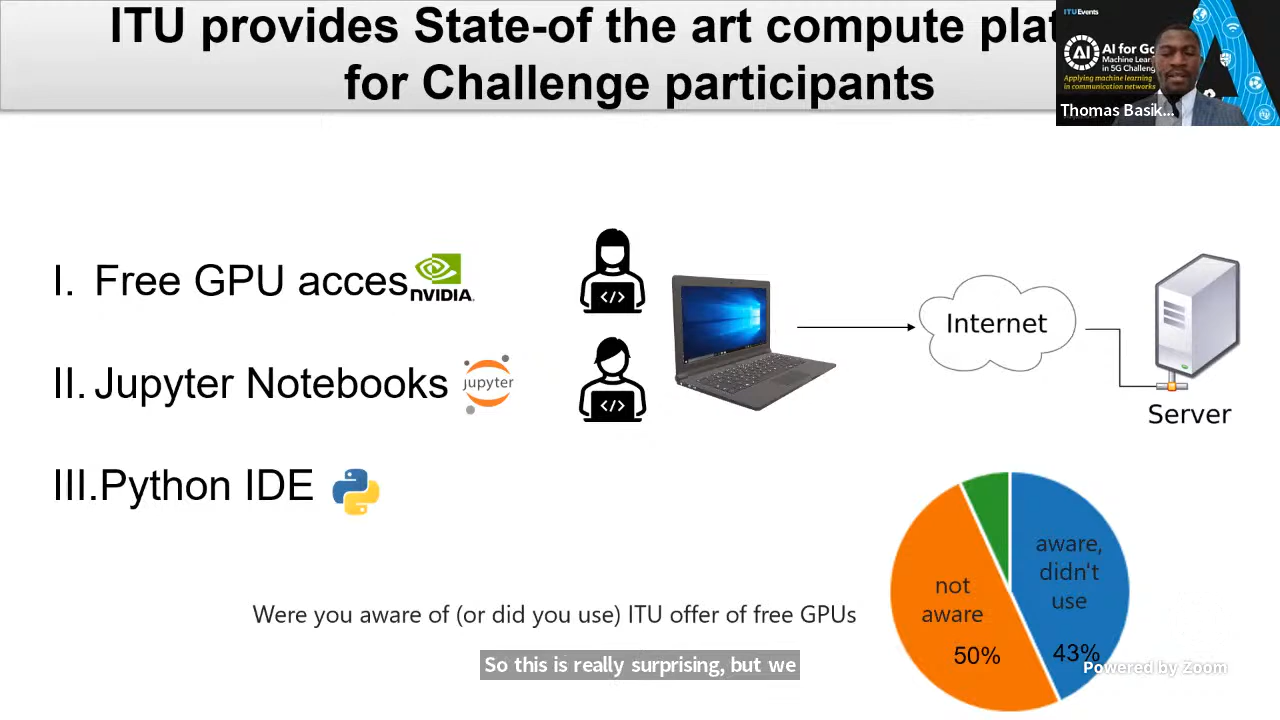 ITU provides State-of the art compute plat
for Challenge participants
ITUEvents
AI for Go
Machine Lear
in 5G Challeng
Applying machine learning
in communication networks
Thomas Basik...
I. Free GPU acces
NVIDIA.
II. Jupyter Notebooks
jupyter
III.Python IDE
</>
</>
Internet
Server
aware,
didn't
use
not
aware
50%
43%
Were you aware of (or did you use) ITU offer of free GPUs
So this is really surprising, but we
Powered by Zoom